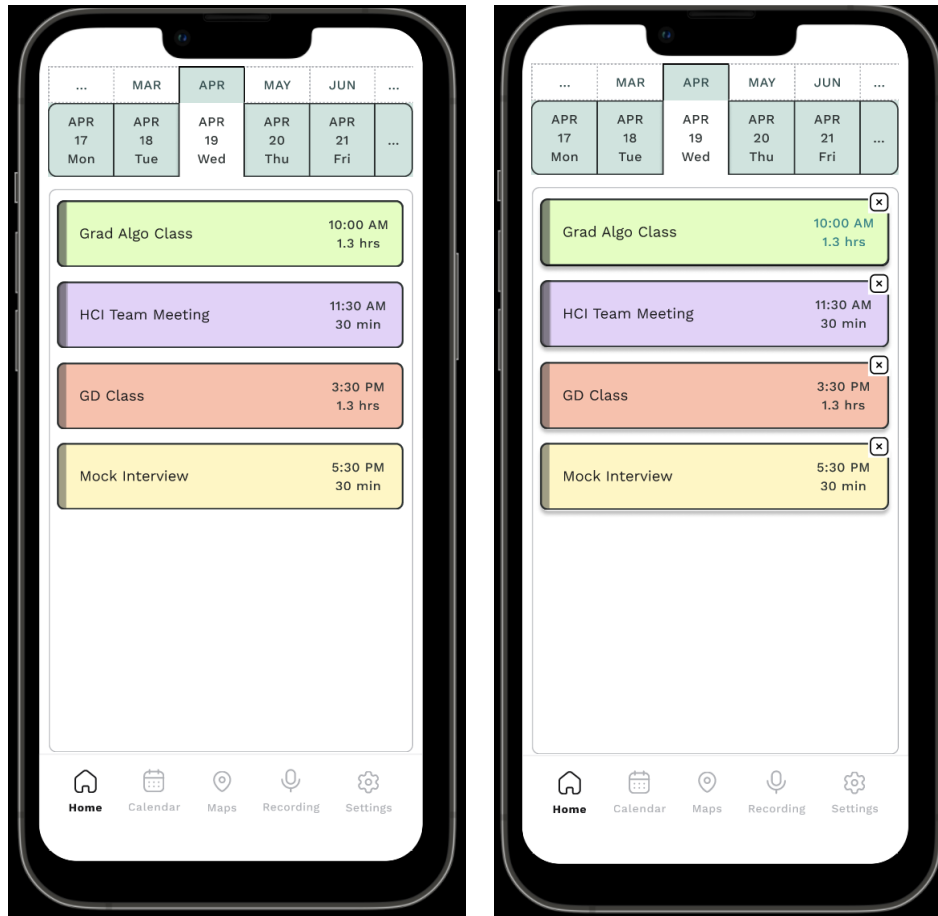 ... MAR APR MAY JUN ...
APR APR APR APR APR
17 18 19 20 21 ...
Mon Tue Wed Thu Fri
Grad Algo Class 10:00 AM
1.3 hrs
HCI Team Meeting 11:30 AM
30 min
GD Class 3:30 PM
1.3 hrs
Mock Interview 5:30 PM
30 min
Home Calendar Maps Recording Settings
... MAR APR MAY JUN ...
APR APR APR APR APR
17 18 19 20 21 ...
Mon Tue Wed Thu Fri
Grad Algo Class 10:00 AM
1.3 hrs
HCI Team Meeting 11:30 AM
30 min
GD Class 3:30 PM
1.3 hrs
Mock Interview 5:30 PM
30 min
Home Calendar Maps Recording Settings